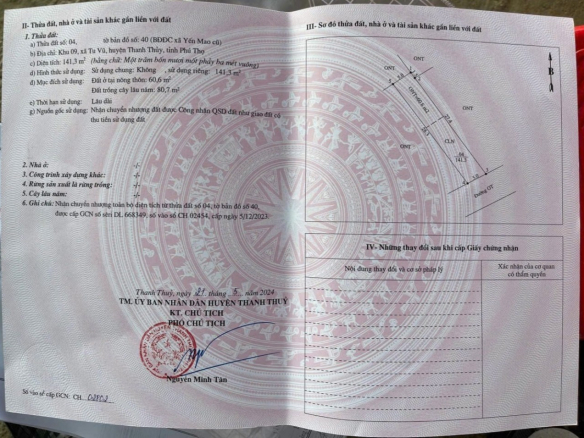 II- Thửa đất, nhà ở và tài sản khác gắn liền với đất
1. Thửa đất:
a) Thửa đất số: 04, tờ bản đồ số: 40 (BĐĐC xã Yến Mao cũ)
b) Địa chỉ: Khu 09, xã Tu Vũ, huyện Thanh Thủy, tỉnh Phú Thọ
c) Diện tích: 141,3 m² (bằng chữ: Một trăm bốn mươi mốt phẩy ba mét vuông)
d) Hình thức sử dụng: Sử dụng chung: Không, sử dụng riêng: 141,3 m²
đ) Mục đích sử dụng: Đất ở tại nông thôn: 60,6 m²
Đất trồng cây lâu năm: 80,7 m²
e) Thời hạn sử dụng: Lâu dài
g) Nguồn gốc sử dụng: Nhận chuyển nhượng đất được Công nhận QSD đất như giao đất có
thu tiền sử dụng đất
2. Nhà ở: -/-
3. Công trình xây dựng khác: -/-
4. Rừng sản xuất là rừng trồng: -/-
5. Cây lâu năm: -/-
6. Ghi chú: Nhận chuyển nhượng toàn bộ diện tích từ thửa đất số 04, tờ bản đồ số 40,
được cấp GCN số sêri DL 668349, số vào sổ CH 02454, cấp ngày 5/12/2023.
Thanh Thuỷ, ngày 21 tháng 5 năm 2024
TM. ỦY BAN NHÂN DÂN HUYỆN THANH THUỶ
KT. CHỦ TỊCH
PHÓ CHỦ TỊCH
Nguyễn Minh Tân
Số vào sổ cấp GCN: CH
III- Sơ đồ thửa đất, nhà ở và tài sản khác gắn liền với đất
B
ONT
ONT
ONT
CLN
141,3
Đường GT
IV- Những thay đổi sau khi cấp Giấy chứng nhận
Nội dung thay đổi và cơ sở pháp lý
Xác nhận của cơ quan
có thẩm quyền